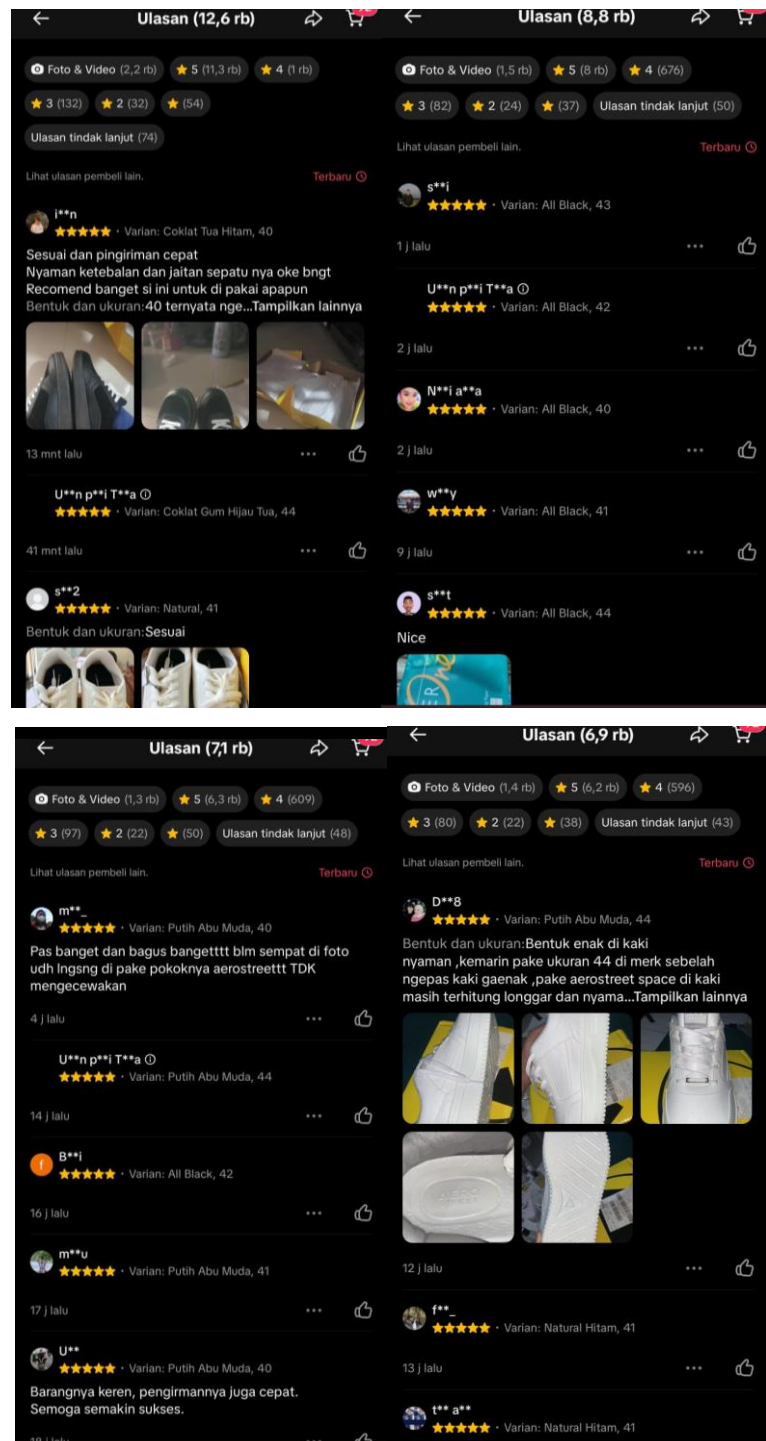 Ulasan (12,6 rb)
Foto & Video (2,2 rb) 5 (11,3 rb) 4 (1 rb)
3 (132) 2 (32) (54)
Ulasan tindak lanjut (74)
Lihat ulasan pembeli lain. Terbaru
i**n
Varian: Coklat Tua Hitam, 40
Sesuai dan pingiriman cepat
Nyaman ketebalan dan jaitan sepatu nya oke bngt
Recomend banget si ini untuk di pakai apapun
Bentuk dan ukuran:40 ternyata nge...Tampilkan lainnya
13 mnt lalu
U**n p**i T**a
Varian: Coklat Gum Hijau Tua, 44
41 mnt lalu
s**2
Varian: Natural, 41
Bentuk dan ukuran:Sesuai
Ulasan (8,8 rb)
Foto & Video (1,5 rb) 5 (8 rb) 4 (676)
3 (82) 2 (24) (37) Ulasan tindak lanjut (50)
Lihat ulasan pembeli lain. Terbaru
s**i
Varian: All Black, 43
1 j lalu
U**n p**i T**a
Varian: All Black, 42
2 j lalu
N**i a**a
Varian: All Black, 40
2 j lalu
w**y
Varian: All Black, 41
9 j lalu
s**t
Varian: All Black, 44
Nice
One
Ulasan (7,1 rb)
Foto & Video (1,3 rb) 5 (6,3 rb) 4 (609)
3 (97) 2 (22) (50) Ulasan tindak lanjut (48)
Lihat ulasan pembeli lain. Terbaru
m**_
Varian: Putih Abu Muda, 40
Pas banget dan bagus bangetttt blm sempat di foto
udh lngsng di pake pokoknya aerostreettt TDK
mengecewakan
4 j lalu
U**n p**i T**a
Varian: Putih Abu Muda, 44
14 j lalu
f
B**i
Varian: All Black, 42
16 j lalu
m**u
Varian: Putih Abu Muda, 41
17 j lalu
U**
Varian: Putih Abu Muda, 40
Barangnya keren, pengirmannya juga cepat.
Semoga semakin sukses.
Ulasan (6,9 rb)
Foto & Video (1,4 rb) 5 (6,2 rb) 4 (596)
3 (80) 2 (22) (38) Ulasan tindak lanjut (43)
Lihat ulasan pembeli lain. Terbaru
D**8
Varian: Putih Abu Muda, 44
Bentuk dan ukuran:Bentuk enak di kaki
nyaman ,kemarin pake ukuran 44 di merk sebelah
ngepas kaki gaenak ,pake aerostreet space di kaki
masih terhitung longgar dan nyama...Tampilkan lainnya
12 j lalu
f**_
Varian: Natural Hitam, 41
13 j lalu
t** a**
Varian: Natural Hitam, 41